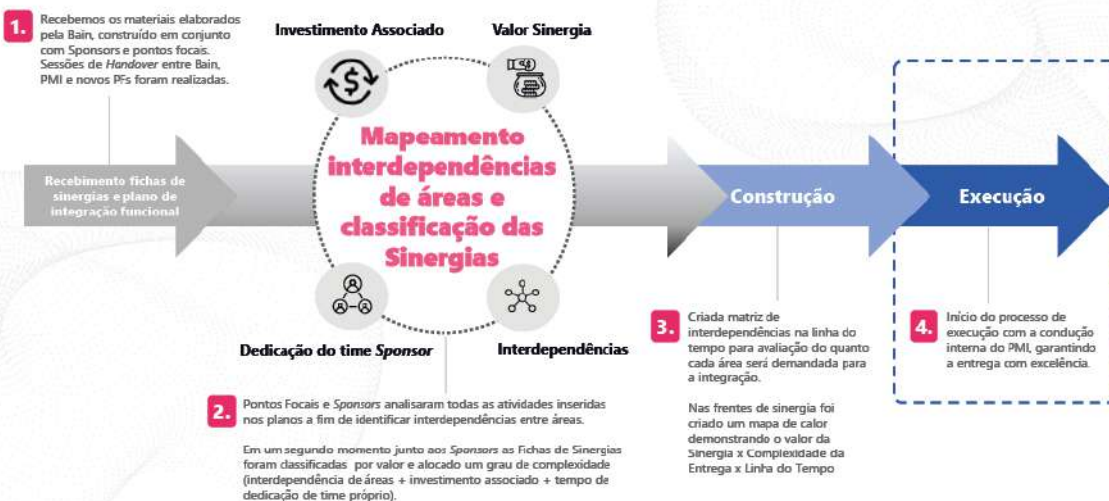 1.
Recebemos os materiais elaborados
pela Bain, construído em conjunto
com Sponsors e pontos focais.
Sessões de Handover entre Bain,
PMI e novos PFs foram realizadas.
Investimento Associado
Valor Sinergia
Recebimento fichas de
sinergias e plano de
integração funcional
Mapeamento
interdependências
de áreas e
classificação das
Sinergias
Construção
Execução
Dedicação do time Sponsor
Interdependências
2.
Pontos Focais e Sponsors analisaram todas as atividades inseridas
nos planos a fim de identificar interdependências entre áreas.
Em um segundo momento junto aos Sponsors as Fichas de Sinergias
foram classificadas por valor e alocado um grau de complexidade
(interdependência de áreas + investimento associado + tempo de
dedicação de time próprio).
3.
Criada matriz de
interdependências na linha do
tempo para avaliação do quanto
cada área será demandada para
a integração.
Nas frentes de sinergia foi
criado um mapa de calor
demonstrando o valor da
Sinergia x Complexidade da
Entrega x Linha do Tempo
4.
Início do processo de
execução com a condução
interna do PMI, garantindo
a entrega com excelência.